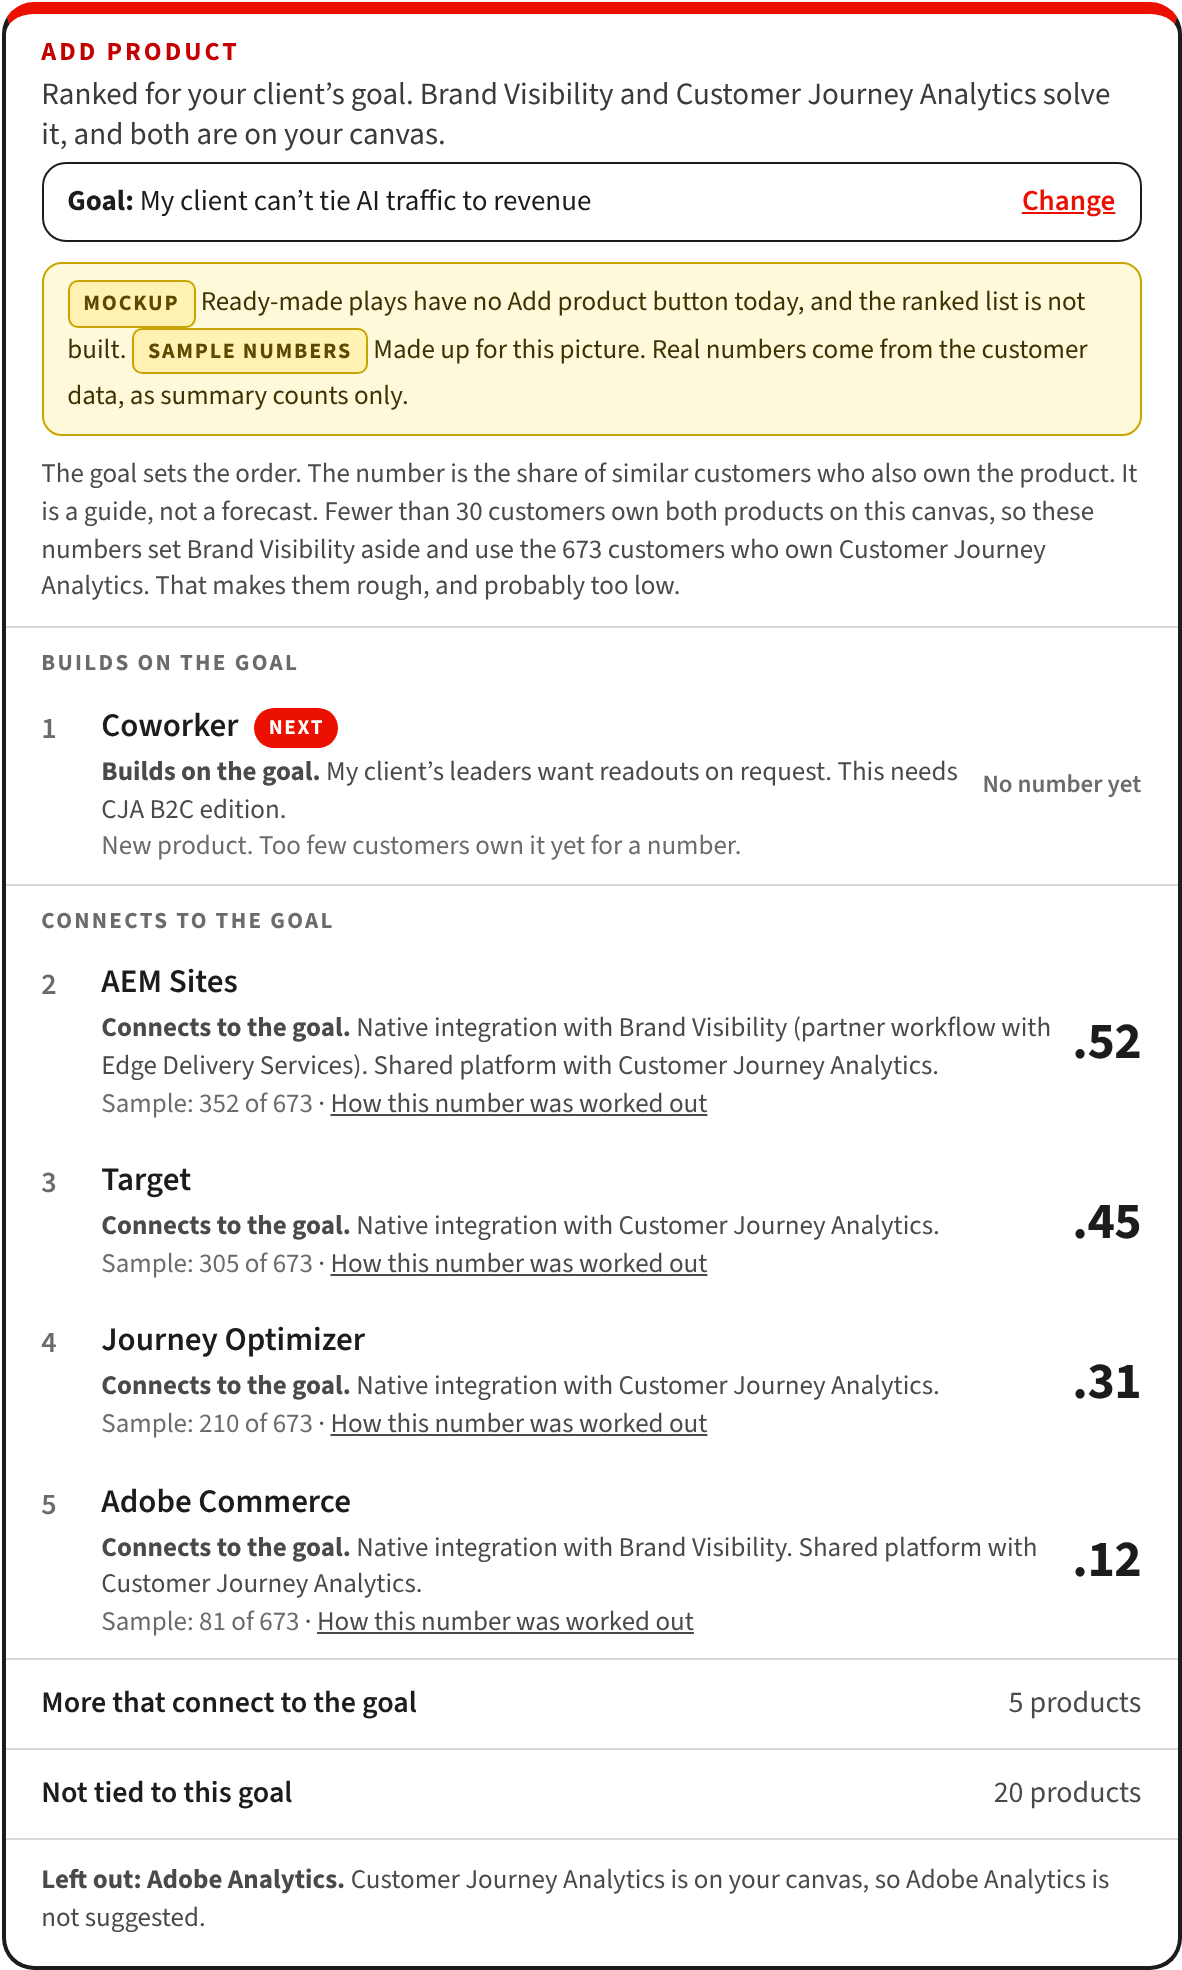 ADD PRODUCT
Ranked for your client’s goal. Brand Visibility and Customer Journey Analytics solve
it, and both are on your canvas.
Goal: My client can’t tie AI traffic to revenue Change
MOCKUP Ready-made plays have no Add product button today, and the ranked list is not
built. SAMPLE NUMBERS Made up for this picture. Real numbers come from the customer
data, as summary counts only.
The goal sets the order. The number is the share of similar customers who also own the product. It
is a guide, not a forecast. Fewer than 30 customers own both products on this canvas, so these
numbers set Brand Visibility aside and use the 673 customers who own Customer Journey
Analytics. That makes them rough, and probably too low.
BUILDS ON THE GOAL
1 Coworker NEXT
Builds on the goal. My client’s leaders want readouts on request. This needs
CJA B2C edition.
No number yet
New product. Too few customers own it yet for a number.
CONNECTS TO THE GOAL
2 AEM Sites
Connects to the goal. Native integration with Brand Visibility (partner workflow with
Edge Delivery Services). Shared platform with Customer Journey Analytics.
.52
Sample: 352 of 673 · How this number was worked out
3 Target
Connects to the goal. Native integration with Customer Journey Analytics.
.45
Sample: 305 of 673 · How this number was worked out
4 Journey Optimizer
Connects to the goal. Native integration with Customer Journey Analytics.
.31
Sample: 210 of 673 · How this number was worked out
5 Adobe Commerce
Connects to the goal. Native integration with Brand Visibility. Shared platform with
Customer Journey Analytics.
.12
Sample: 81 of 673 · How this number was worked out
More that connect to the goal 5 products
Not tied to this goal 20 products
Left out: Adobe Analytics. Customer Journey Analytics is on your canvas, so Adobe Analytics is
not suggested.